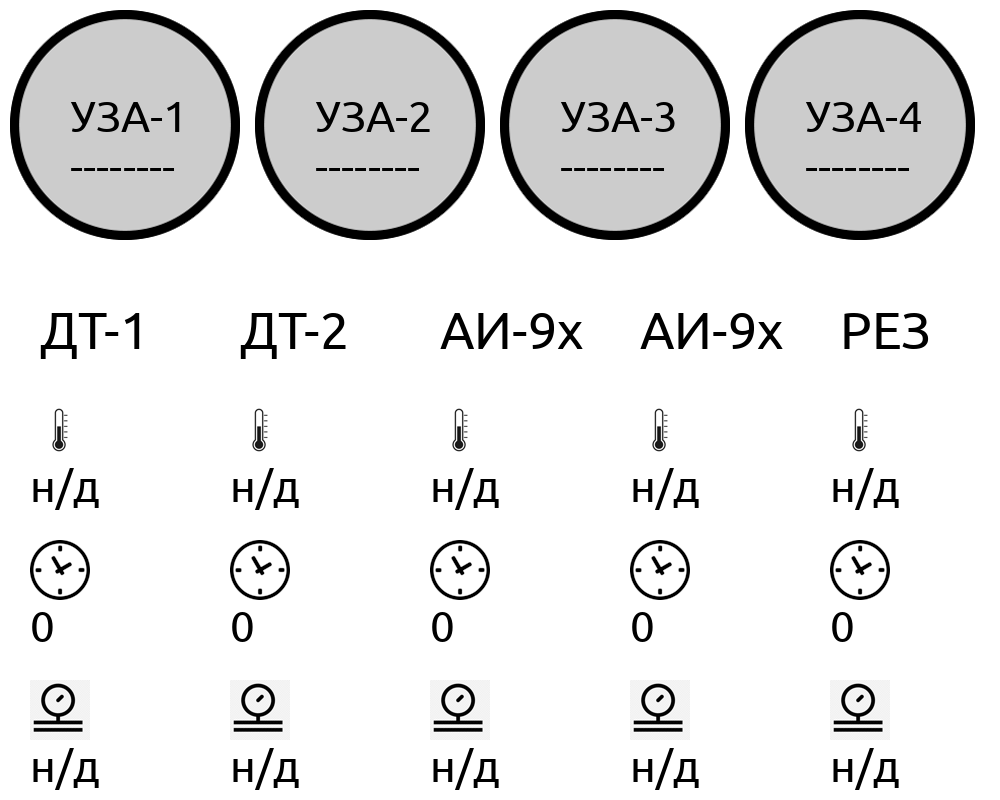 УЗА-1 УЗА-2 УЗА-3 УЗА-4
-------- -------- -------- --------
ДТ-1 ДТ-2 АИ-9х АИ-9х РЕЗ
н/д н/д н/д н/д н/д
0 0 0 0 0
н/д н/д н/д н/д н/д